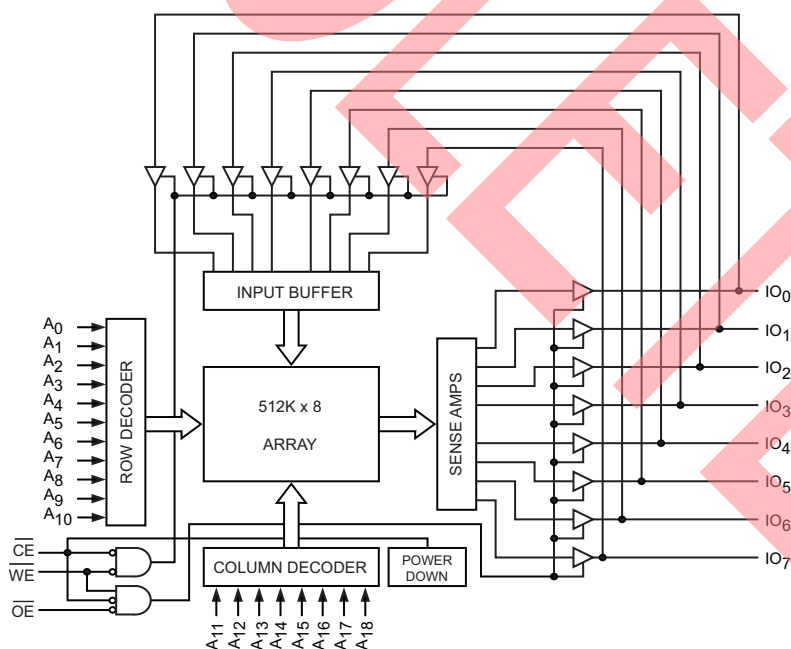 INPUT BUFFER
A0
A1
A2
A3
A4
A5
A6
A7
A8
A9
A10
ROW DECODER
512K x 8
ARRAY
SENSE AMPS
IO0
IO1
IO2
IO3
IO4
IO5
IO6
IO7
CE
WE
OE
COLUMN DECODER
POWER
DOWN
A11
A12
A13
A14
A15
A16
A17
A18